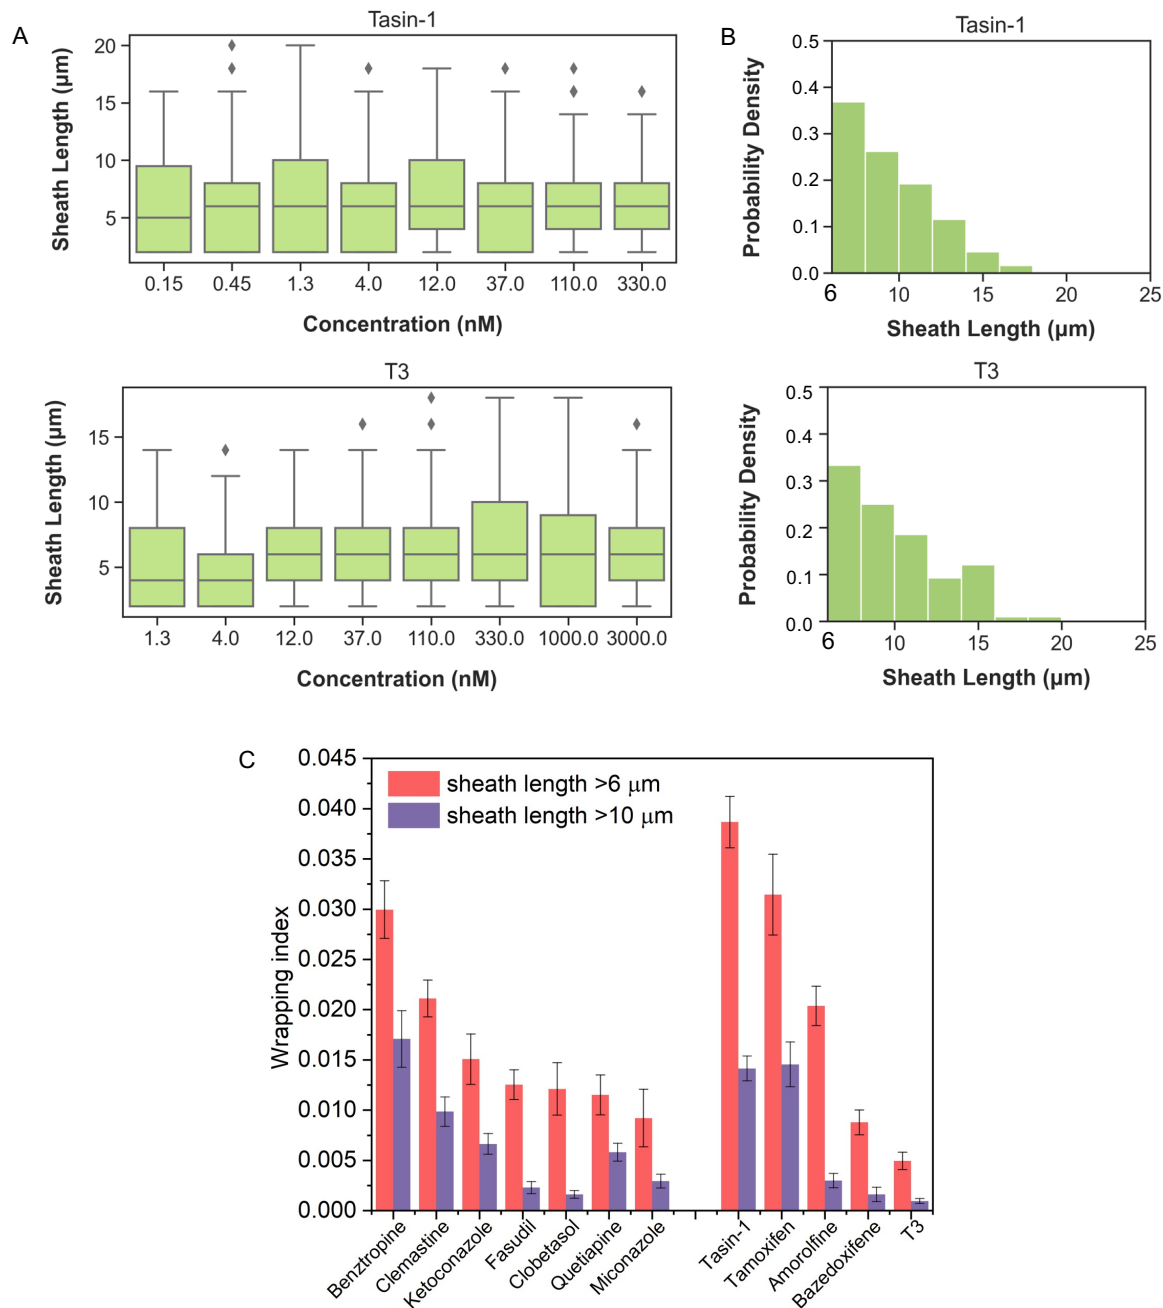 A
Tasin-1
Sheath Length (µm)
20
15
10
5
0.15 0.45 1.3 4.0 12.0 37.0 110.0 330.0
Concentration (nM)
T3
Sheath Length (µm)
15
10
5
1.3 4.0 12.0 37.0 110.0 330.0 1000.0 3000.0
Concentration (nM)
B
Tasin-1
Probability Density
0.5
0.4
0.3
0.2
0.1
0.0
6 10 15 20 25
Sheath Length (µm)
T3
Probability Density
0.5
0.4
0.3
0.2
0.1
0.0
6 10 15 20 25
Sheath Length (µm)
C
Wrapping index
0.045
0.040
0.035
0.030
0.025
0.020
0.015
0.010
0.005
0.000
sheath length >6 µm
sheath length >10 µm
Benztropine
Clemastine
Ketoconazole
Fasudil
Clobetasol
Quetiapine
Miconazole
Tasin-1
Tamoxifen
Amorolfine
Bazedoxifene
T3